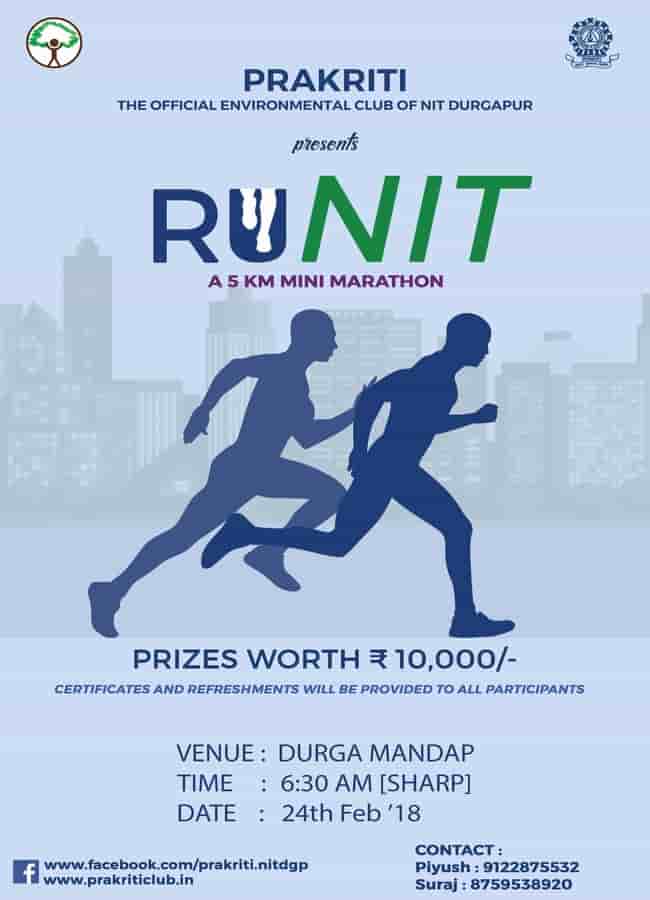 PRAKRITI
THE OFFICIAL ENVIRONMENTAL CLUB OF NIT DURGAPUR
presents
RUNIT
A 5 KM MINI MARATHON
PRIZES WORTH ₹ 10,000/-
CERTIFICATES AND REFRESHMENTS WILL BE PROVIDED TO ALL PARTICIPANTS
VENUE : DURGA MANDAP
TIME : 6:30 AM [SHARP]
DATE : 24th Feb ’18
www.facebook.com/prakriti.nitdgp
www.prakriticlub.in
CONTACT :
Piyush : 9122875532
Suraj : 8759538920